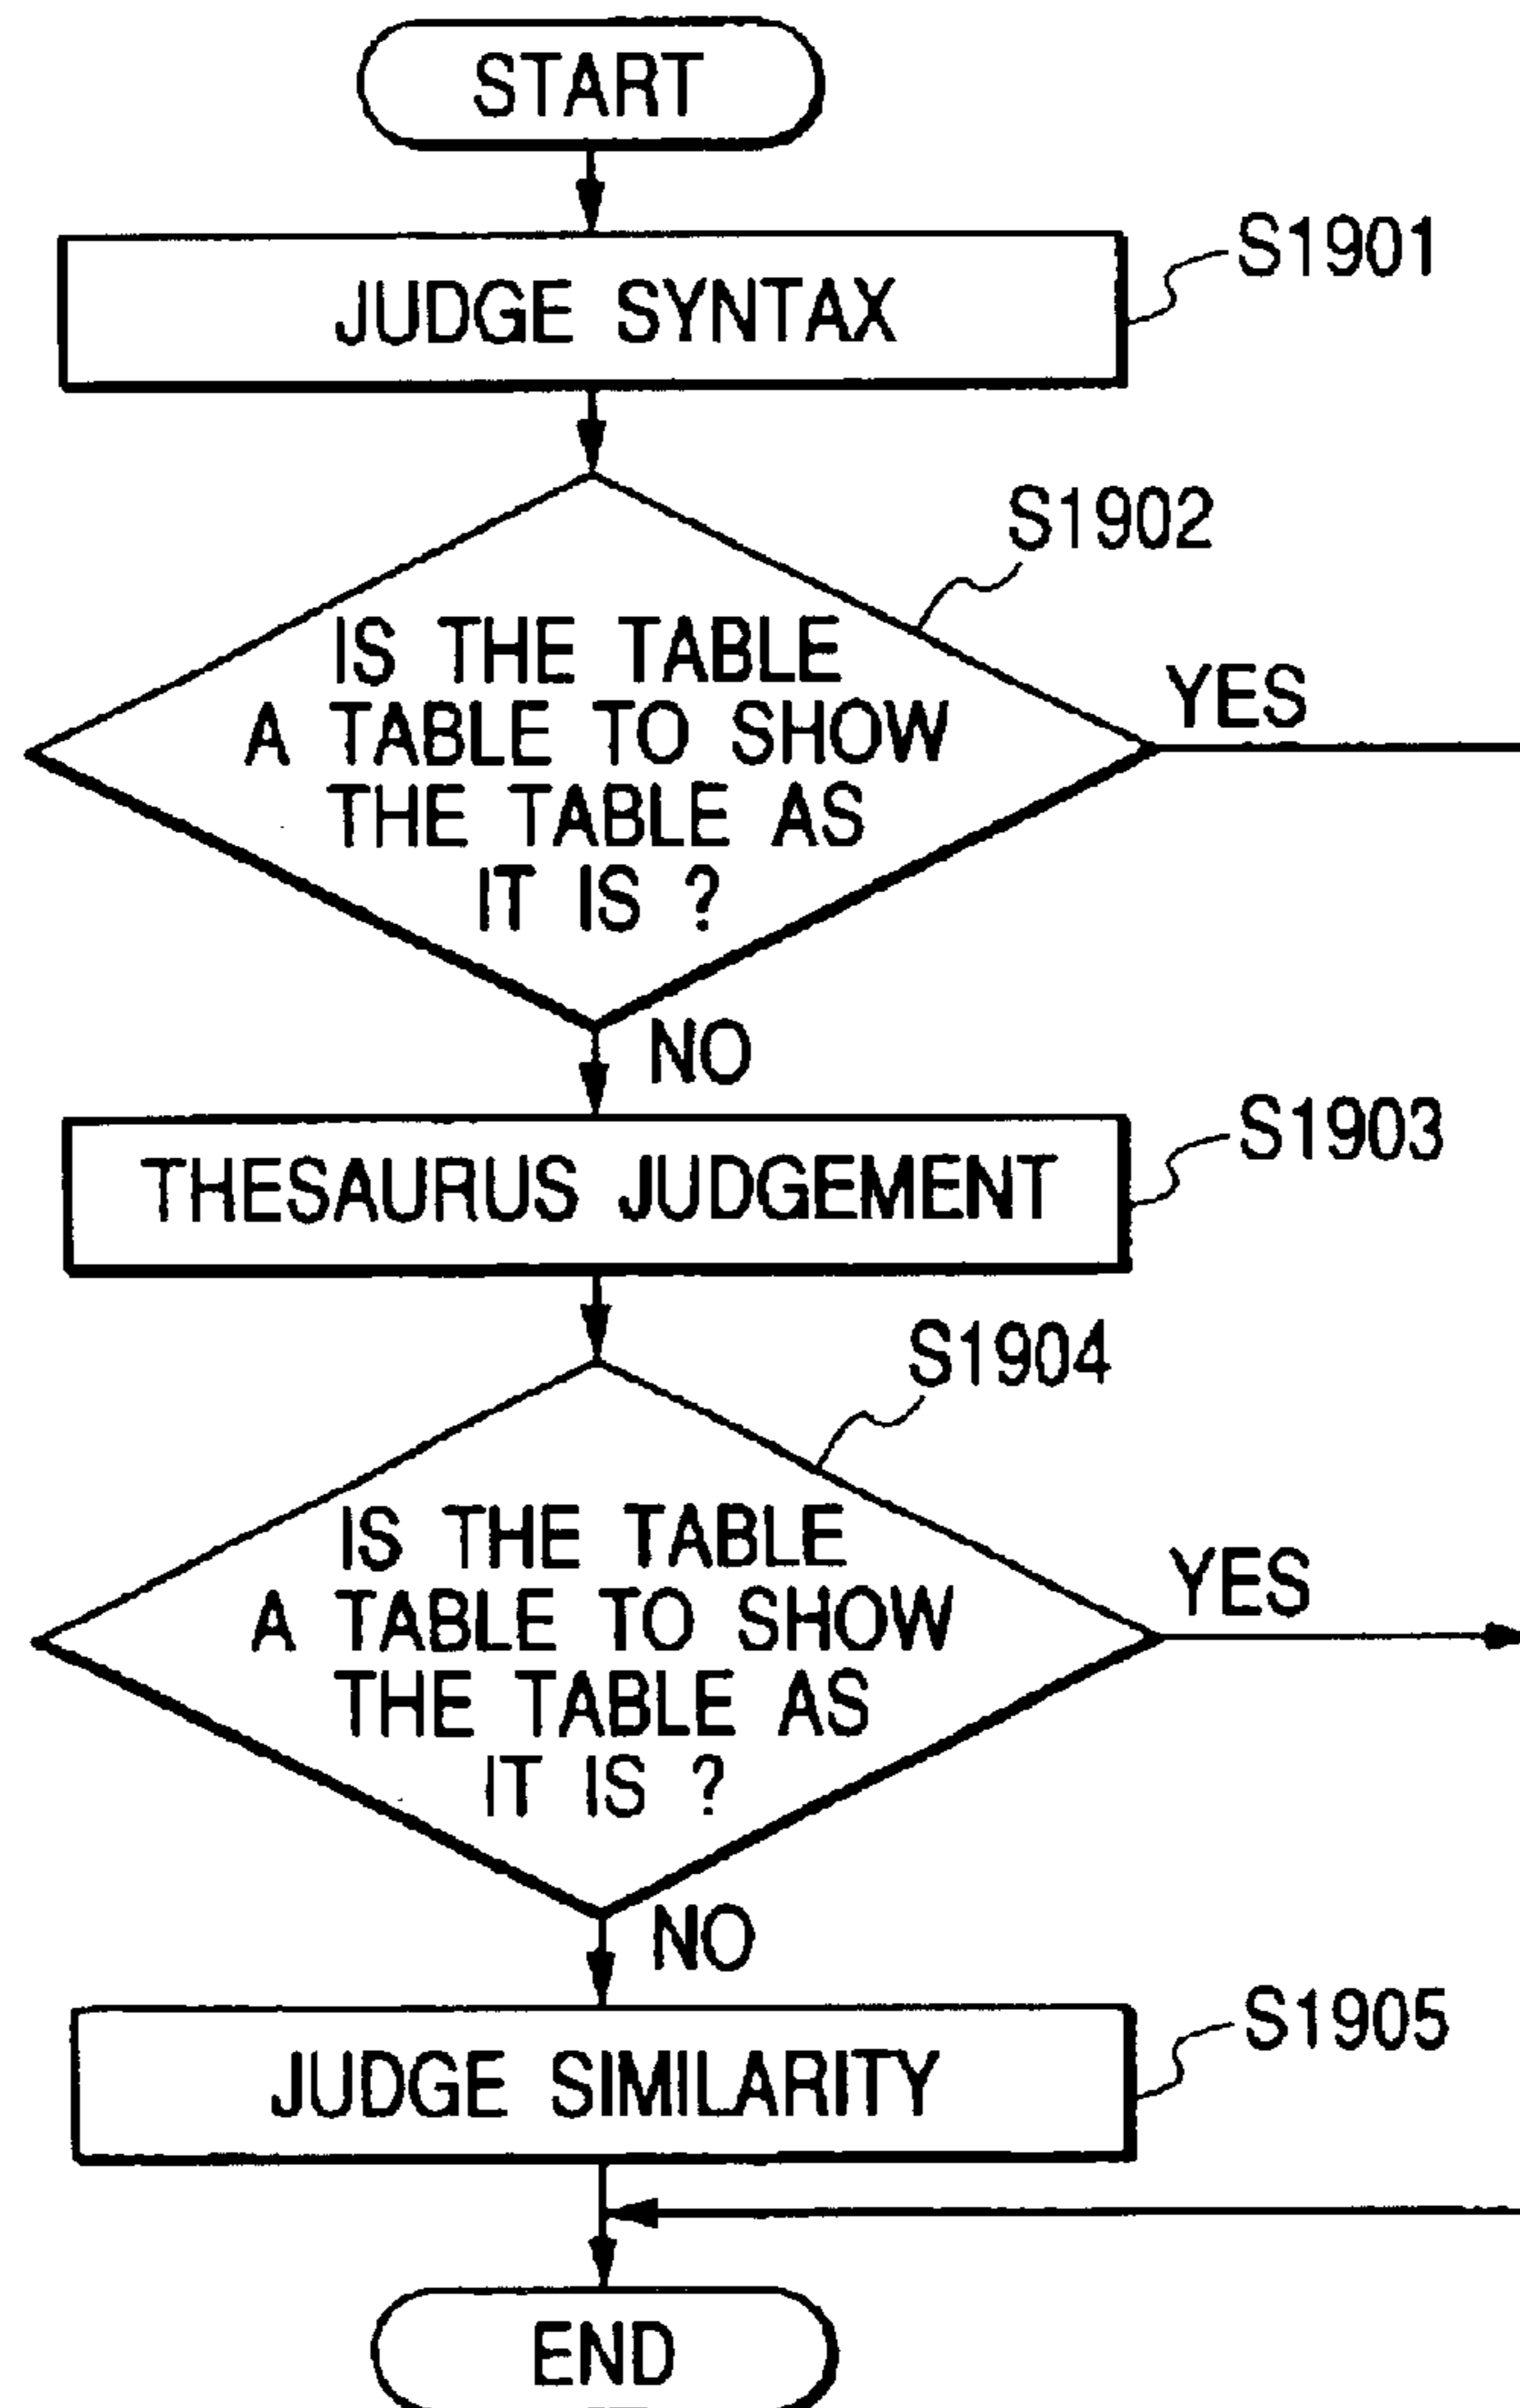 START
S1901
JUDGE SYNTAX
S1902
IS THE TABLE
A TABLE TO SHOW
THE TABLE AS
IT IS ?
YES
NO
S1903
THESAURUS JUDGEMENT
S1904
IS THE TABLE
A TABLE TO SHOW
THE TABLE AS
IT IS ?
YES
NO
S1905
JUDGE SIMILARITY
END